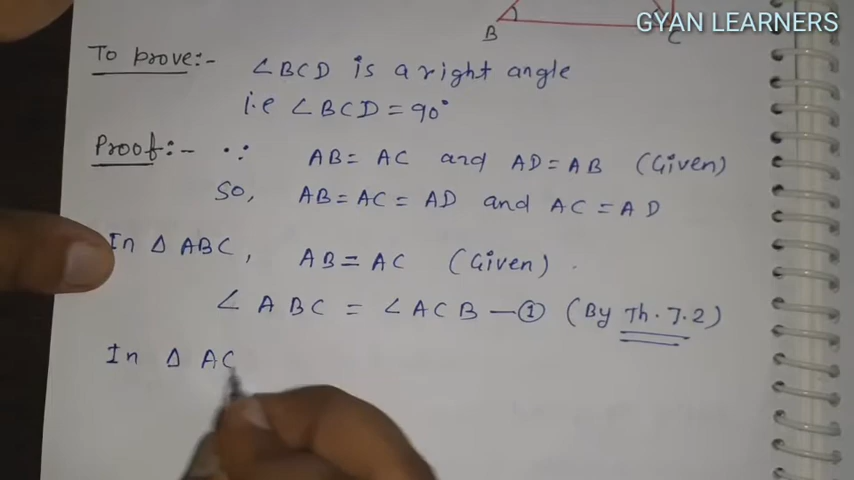 GYAN LEARNERS
B
C
To prove:- ∠BCD is a right angle
i.e ∠BCD = 90°
Proof:- ∵ AB = AC and AD = AB (Given)
So, AB = AC = AD and AC = AD
In Δ ABC, AB = AC (Given)
∠ABC = ∠ACB —① (By Th. 7.2)
In Δ AC